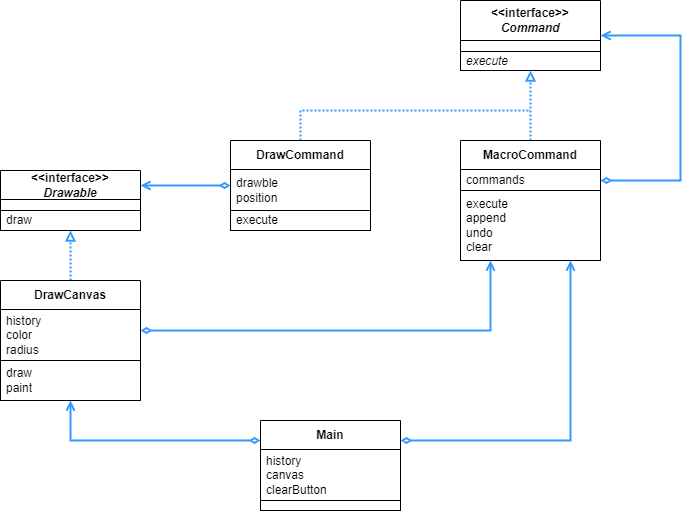 <<interface>>
Command
execute
DrawCommand
drawble
position
execute
MacroCommand
commands
execute
append
undo
clear
<<interface>>
Drawable
draw
DrawCanvas
history
color
radius
draw
paint
Main
history
canvas
clearButton